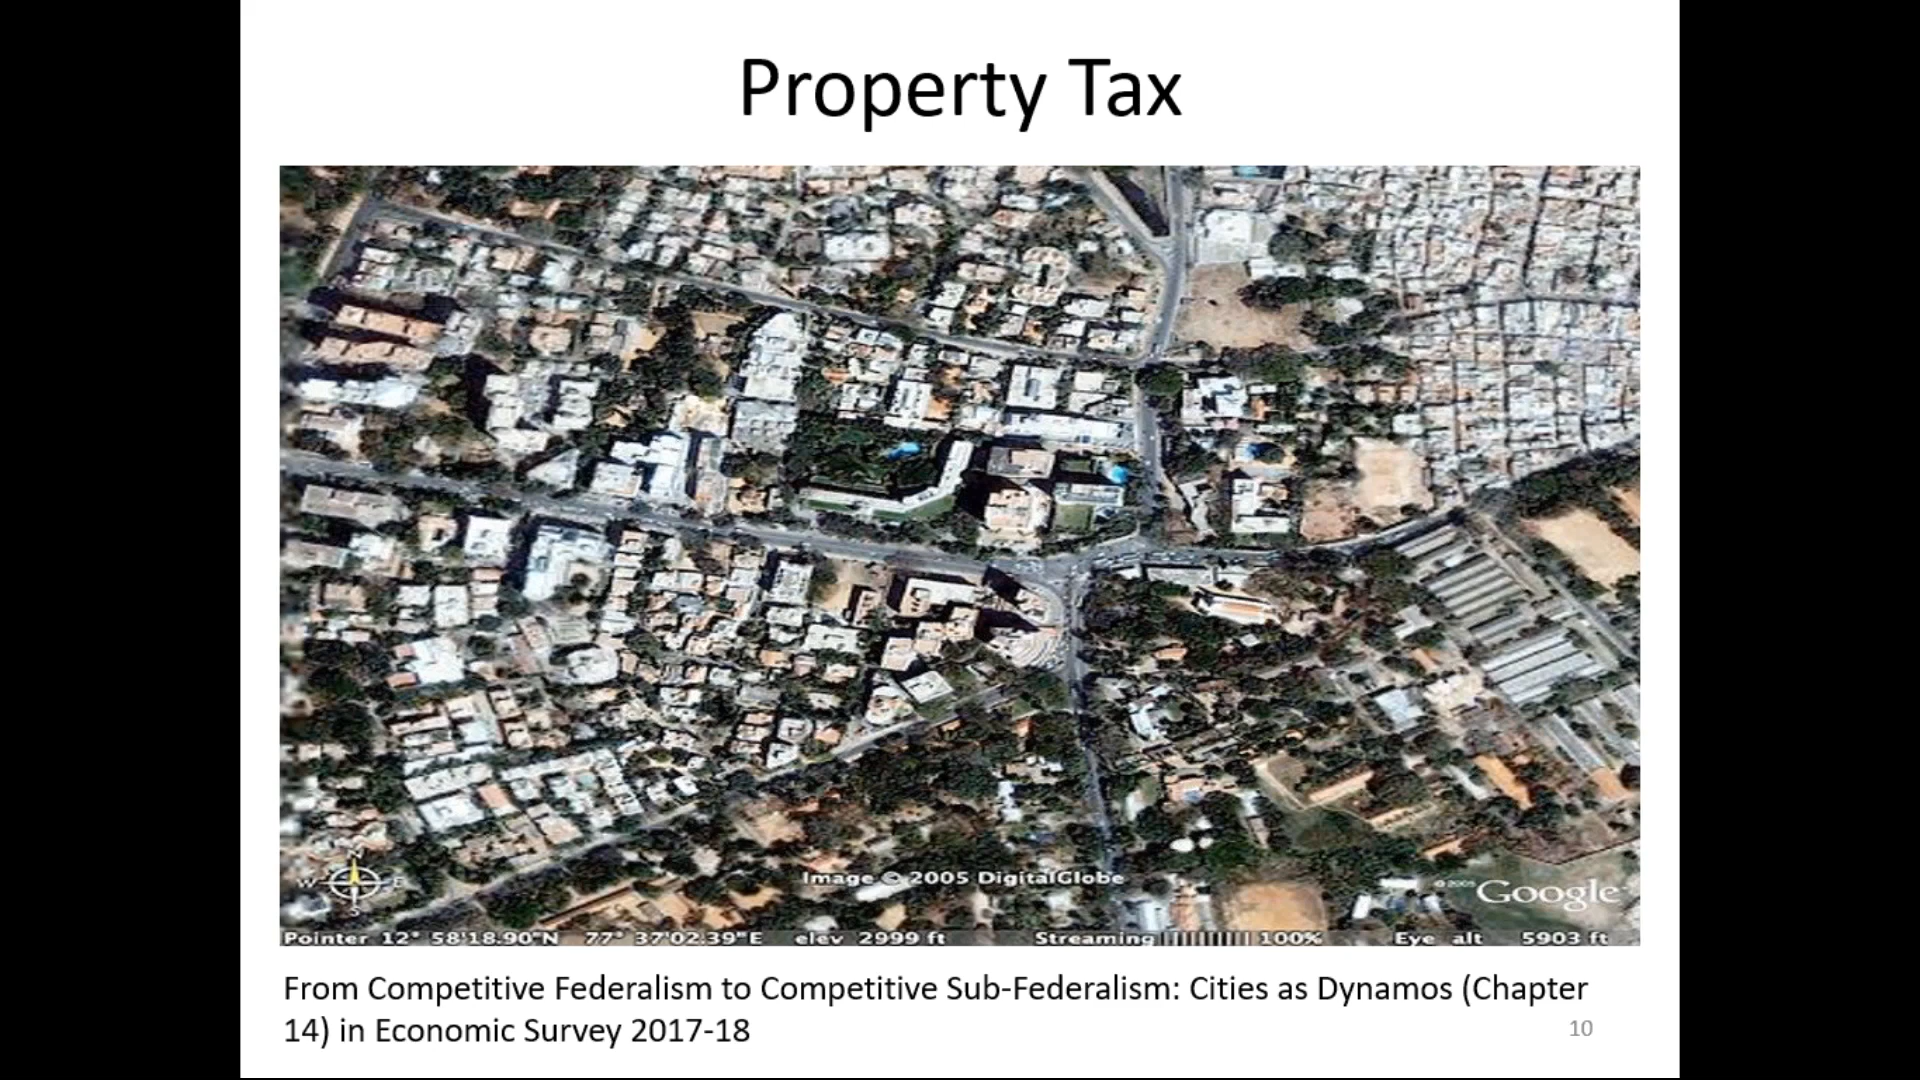 Property Tax
N
W E
S
Image © 2005 DigitalGlobe
© 2005 Google
Pointer 12° 58'18.90"N 77° 37'02.39"E elev 2999 ft Streaming ||||||||| 100% Eye alt 5903 ft
From Competitive Federalism to Competitive Sub-Federalism: Cities as Dynamos (Chapter
14) in Economic Survey 2017-18
10